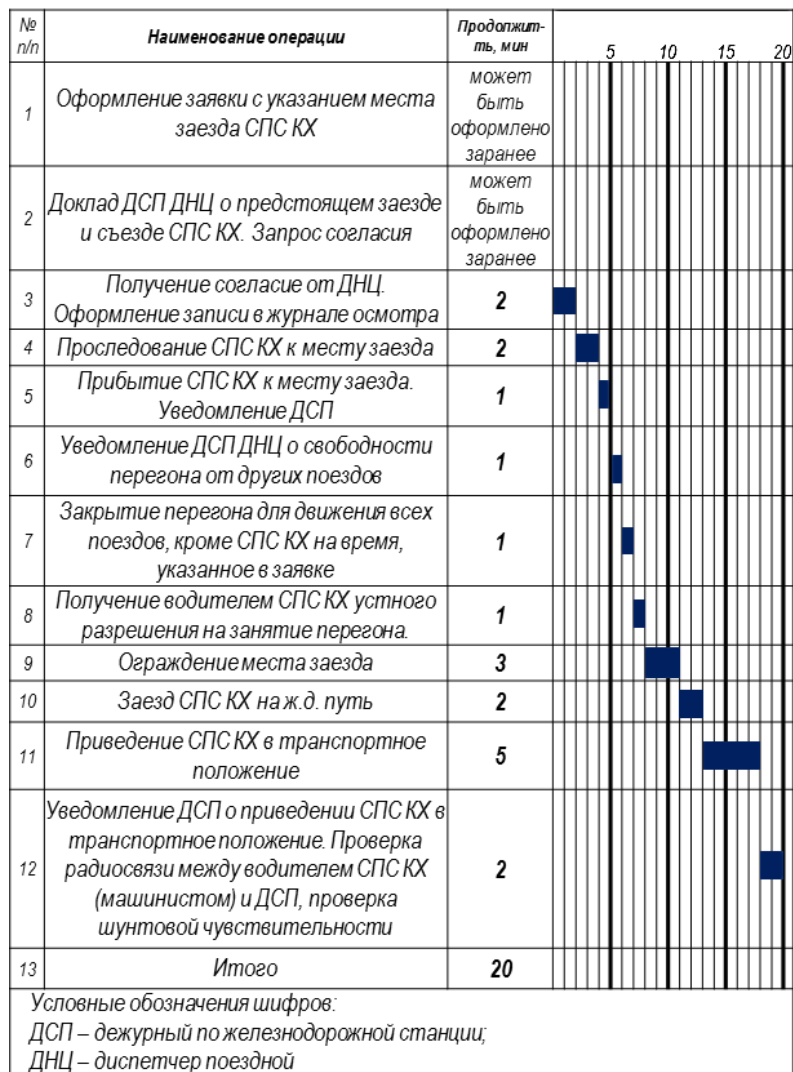 № п/п
Наименование операции
Продолжит-
ть, мин
5 10 15 20
1
Оформление заявки с указанием места
заезда СПС КХ
может
быть
оформлено
заранее
2
Доклад ДСП ДНЦ о предстоящем заезде
и съезде СПС КХ. Запрос согласия
может
быть
оформлено
заранее
3
Получение согласие от ДНЦ.
Оформление записи в журнале осмотра
2
4
Проследование СПС КХ к месту заезда
2
5
Прибытие СПС КХ к месту заезда.
Уведомление ДСП
1
6
Уведомление ДСП ДНЦ о свободности
перегона от других поездов
1
7
Закрытие перегона для движения всех
поездов, кроме СПС КХ на время,
указанное в заявке
1
8
Получение водителем СПС КХ устного
разрешения на занятие перегона.
1
9
Ограждение места заезда
3
10
Заезд СПС КХ на ж.д. путь
2
11
Приведение СПС КХ в транспортное
положение
5
12
Уведомление ДСП о приведении СПС КХ в
транспортное положение. Проверка
радиосвязи между водителем СПС КХ
(машинистом) и ДСП, проверка
шунтовой чувствительности
2
13
Итого
20
Условные обозначения шифров:
ДСП – дежурный по железнодорожной станции;
ДНЦ – диспетчер поездной